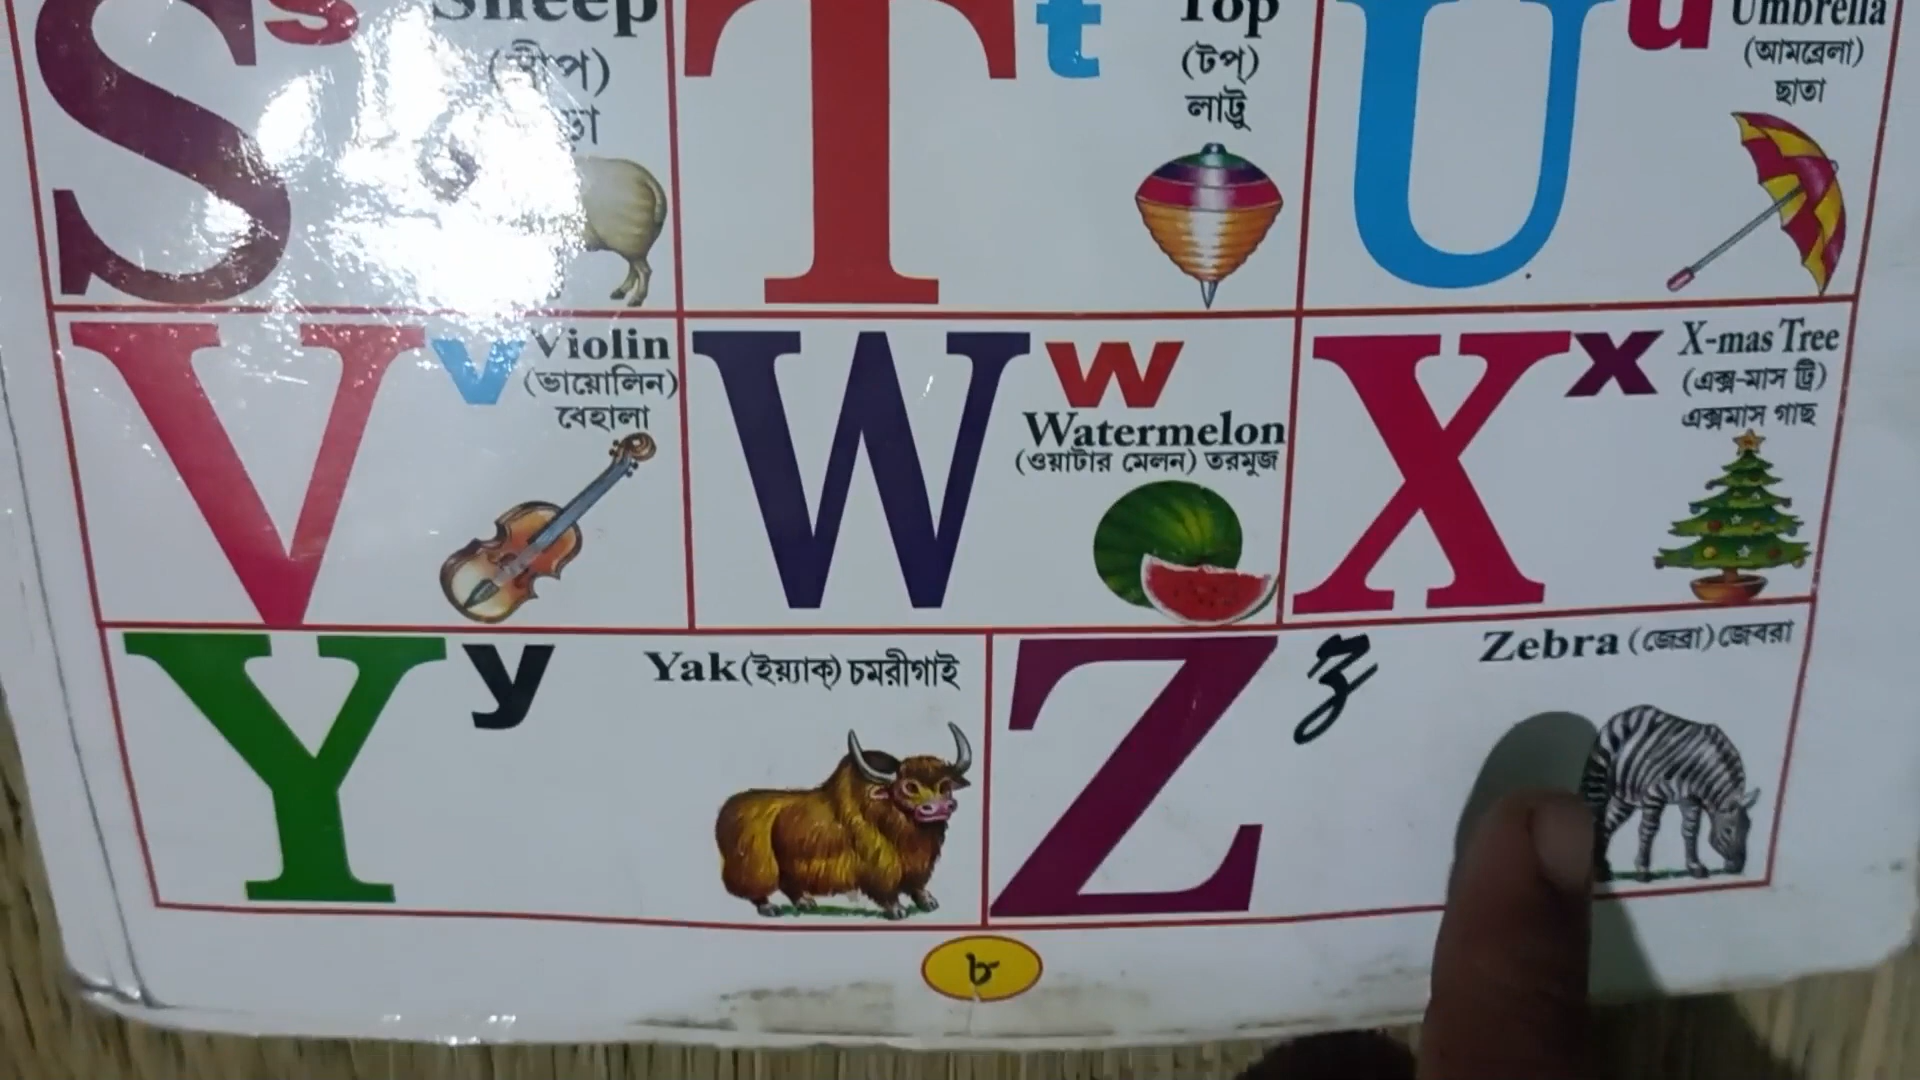 S s Sheep
T t Top
(টপ্)
লাট্টু
U u Umbrella
(আমব্রেলা)
ছাতা
V v Violin
(ভায়োলিন)
বেহালা
W w
Watermelon
(ওয়াটার মেলন) তরমুজ
X x X-mas Tree
(এক্স-মাস ট্রি)
এক্সমাস গাছ
Y y Yak (ইয়্যাক্) চমরীগাই
Z z Zebra (জেব্রা) জেবরা
৮